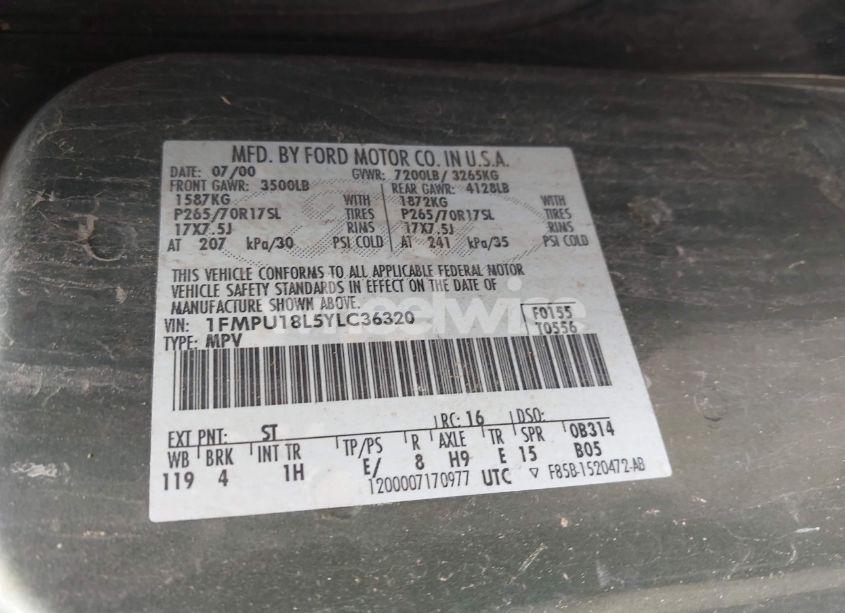 MFD. BY FORD MOTOR CO. IN U.S.A.
DATE: 07/00 GVWR: 7200LB/ 3265KG
FRONT GAWR: 3500LB REAR GAWR: 4128LB
1587KG WITH 1872KG WITH
P265/70R17SL TIRES P265/70R17SL TIRES
17X7.5J RIMS 17X7.5J RIMS
AT 207 kPa/30 PSI COLD AT 241 kPa/35 PSI COLD
THIS VEHICLE CONFORMS TO ALL APPLICABLE FEDERAL MOTOR
VEHICLE SAFETY STANDARDS IN EFFECT ON THE DATE OF
MANUFACTURE SHOWN ABOVE.
VIN: 1FMPU18L5YLC36320 F0155
TYPE: MPV T0556
EXT PNT: ST RC: 16 DSO:
WB BRK INT TR TP/PS R AXLE TR SPR 0B314
119 4 1H E/ 8 H9 E 15 B05
1200007170977 UTC ▽ F85B-1520472-AB